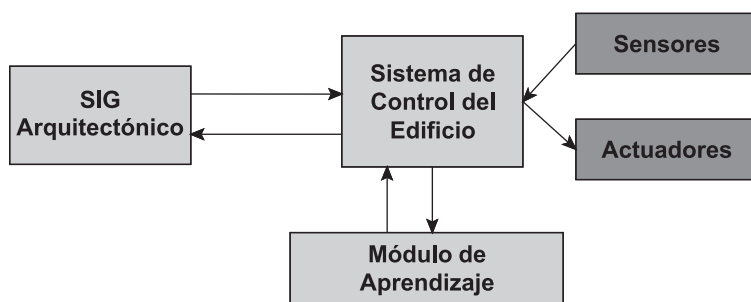 SIG
Arquitectónico
Sistema de
Control del
Edificio
Sensores
Actuadores
Módulo de
Aprendizaje